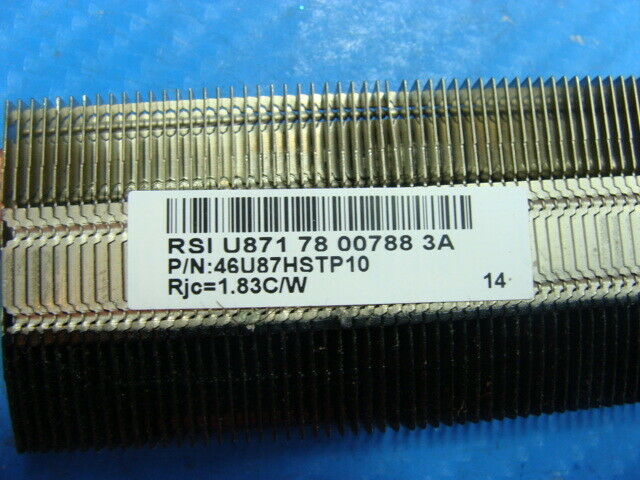 RSI U871 78 00788 3A
P/N:46U87HSTP10
Rjc=1.83C/W 14